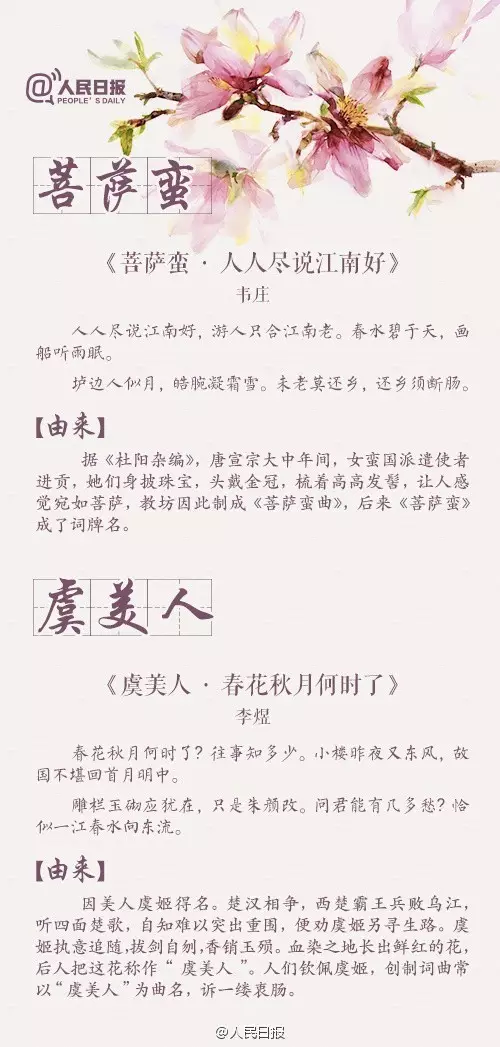 @人民日报
PEOPLE'S DAILY
菩萨蛮
《菩萨蛮·人人尽说江南好》
韦庄
人人尽说江南好，游人只合江南老。春水碧于天，画
船听雨眠。
垆边人似月，皓腕凝霜雪。未老莫还乡，还乡须断肠。
【由来】
据《杜阳杂编》，唐宣宗大中年间，女蛮国派遣使者
进贡，她们身披珠宝，头戴金冠，梳着高高发髻，让人感
觉宛如菩萨，教坊因此制成《菩萨蛮曲》，后来《菩萨蛮》
成了词牌名。
虞美人
《虞美人·春花秋月何时了》
李煜
春花秋月何时了？往事知多少。小楼昨夜又东风，故
国不堪回首月明中。
雕栏玉砌应犹在，只是朱颜改。问君能有几多愁？恰
似一江春水向东流。
【由来】
因美人虞姬得名。楚汉相争，西楚霸王兵败乌江，
听四面楚歌，自知难以突出重围，便劝虞姬另寻生路。虞
姬执意追随，拔剑自刎，香销玉殒。血染之地长出鲜红的花，
后人把这花称作“虞美人”。人们钦佩虞姬，创制词曲常
以“虞美人”为曲名，诉一缕衷肠。
@人民日报